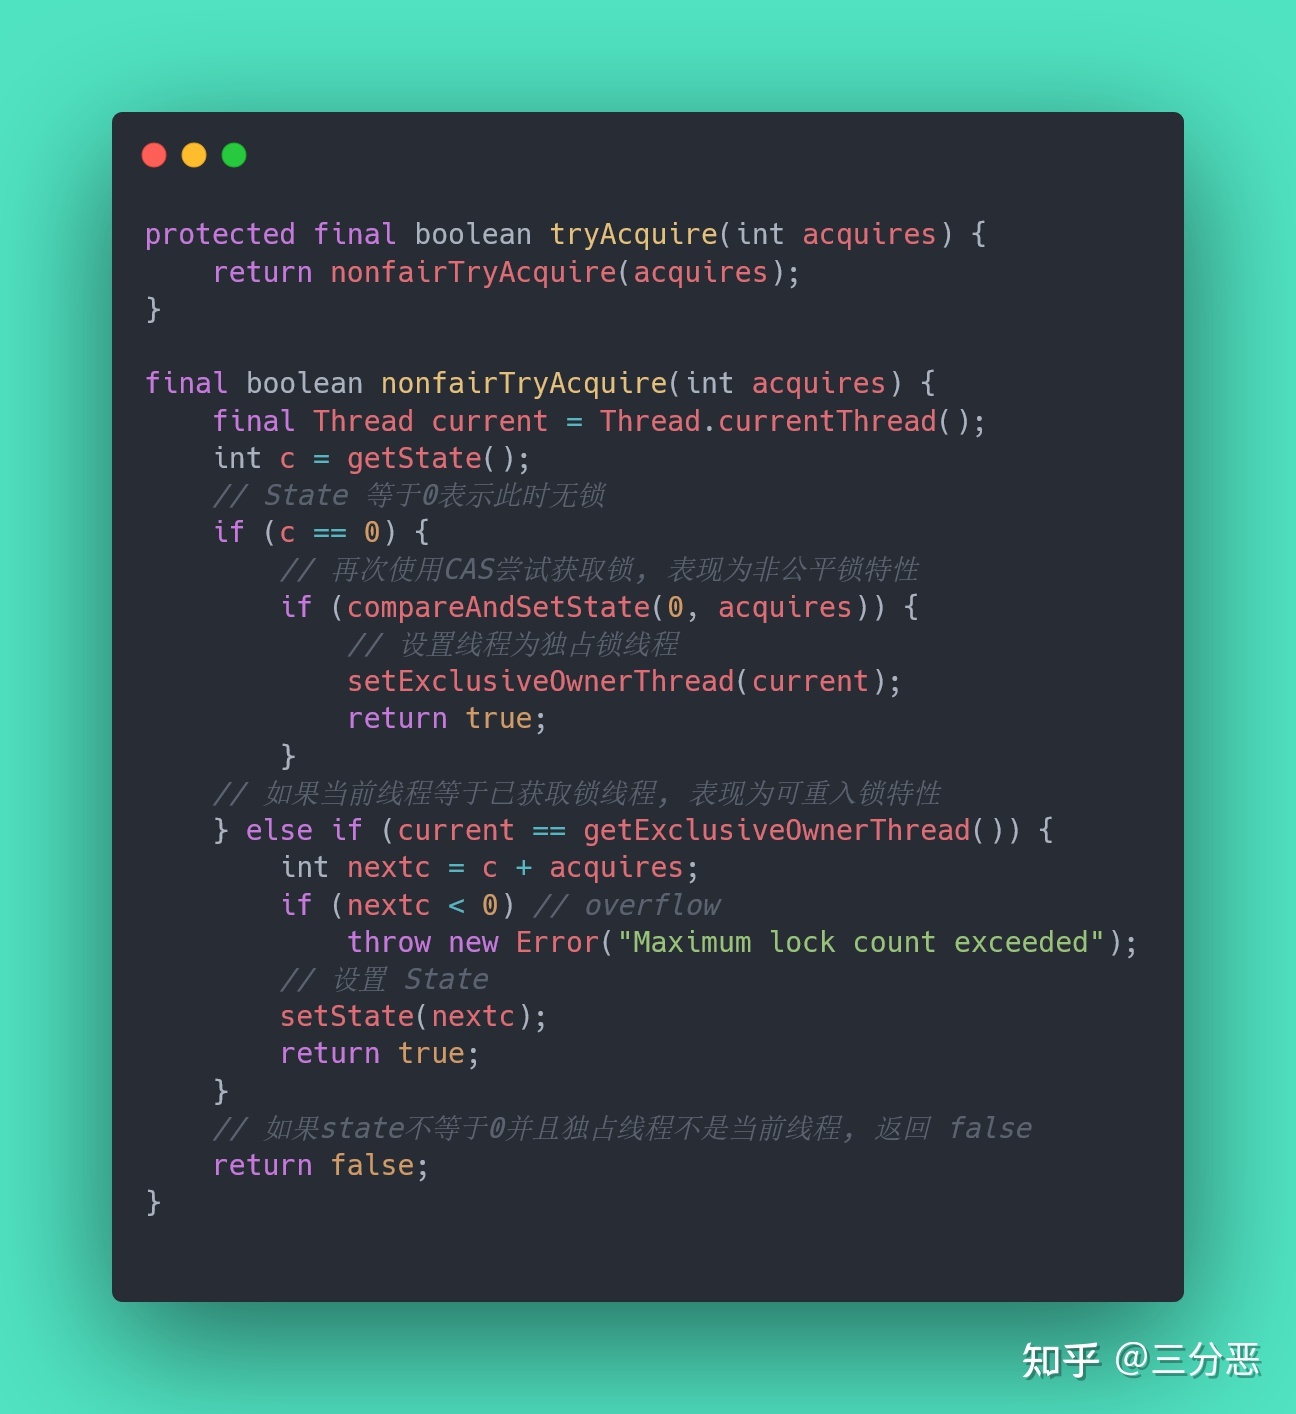 protected final boolean tryAcquire(int acquires) {
    return nonfairTryAcquire(acquires);
}

final boolean nonfairTryAcquire(int acquires) {
    final Thread current = Thread.currentThread();
    int c = getState();
    // State 等于0表示此时无锁
    if (c == 0) {
        // 再次使用CAS尝试获取锁, 表现为非公平锁特性
        if (compareAndSetState(0, acquires)) {
            // 设置线程为独占锁线程
            setExclusiveOwnerThread(current);
            return true;
        }
    // 如果当前线程等于已获取锁线程, 表现为可重入锁特性
    } else if (current == getExclusiveOwnerThread()) {
        int nextc = c + acquires;
        if (nextc < 0) // overflow
            throw new Error("Maximum lock count exceeded");
        // 设置 State
        setState(nextc);
        return true;
    }
    // 如果state不等于0并且独占线程不是当前线程, 返回 false
    return false;
}
知乎 @三分恶